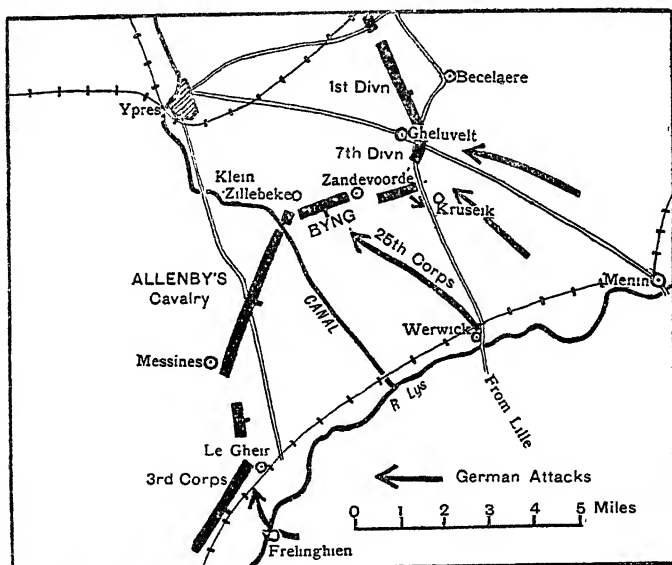 Becelaere
1st Divn
Ypres
Gheluvelt
7th Divn
Klein
Zillebeke
Zandevoorde
Kruseik
BYNG
25th Corps
ALLENBY'S
Cavalry
CANAL
Menin
Werwick
Messines
R Lys
From Lille
Le Gheir
3rd Corps
German Attacks
0 1 2 3 4 5 Miles
Frelinghien